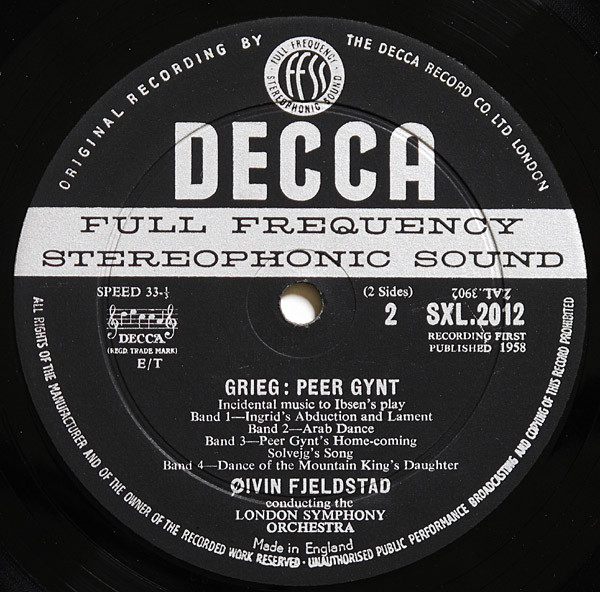 ORIGINAL RECORDING BY
THE DECCA RECORD CO. LTD LONDON
· FULL FREQUENCY ·
STEREOPHONIC SOUND
FFSS
DECCA
FULL FREQUENCY
STEREOPHONIC SOUND
SPEED 33-⅓
DECCA
(REGD. TRADE MARK)
E/T
(2 Sides)
2
ZAL.3902
SXL.2012
RECORDING FIRST
PUBLISHED 1958
GRIEG: PEER GYNT
Incidental music to Ibsen's play
Band 1—Ingrid's Abduction and Lament
Band 2—Arab Dance
Band 3—Peer Gynt's Home-coming
Solvejg's Song
Band 4—Dance of the Mountain King's Daughter
ØIVIN FJELDSTAD
conducting the
LONDON SYMPHONY
ORCHESTRA
Made in England
ALL RIGHTS OF THE MANUFACTURER AND OF THE OWNER OF THE RECORDED WORK RESERVED · UNAUTHORISED PUBLIC PERFORMANCE BROADCASTING AND COPYING OF THIS RECORD PROHIBITED